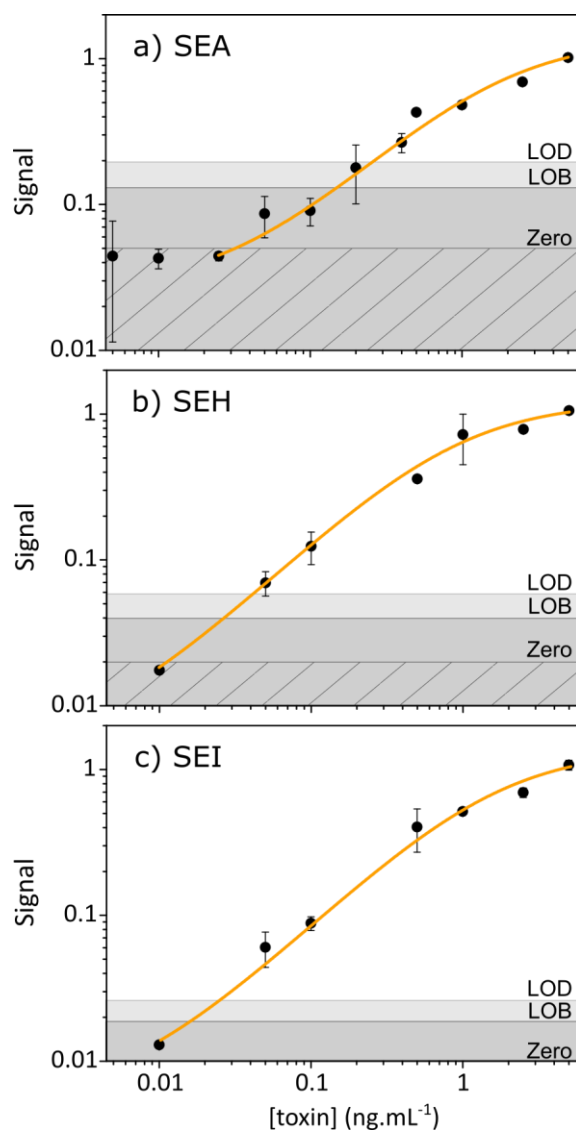 a) SEA
1
0.1
0.01
Signal
LOD
LOB
Zero
b) SEH
1
0.1
0.01
Signal
LOD
LOB
Zero
c) SEI
1
0.1
0.01
Signal
LOD
LOB
Zero
0.01 0.1 1
[toxin] (ng.mL⁻¹)